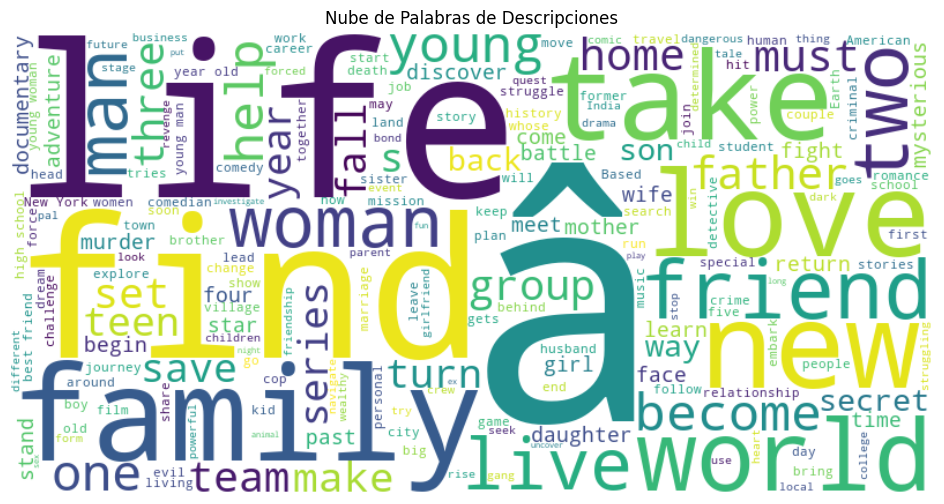 Nube de Palabras de Descripciones
documentary
future
business
put
work
career
start
death
young
discover
move
job
home
comic
travel
dangerous
tale
hit
human
thing
must
American
two
mysterious
criminal
young woman
adventure
man
stage
three
tries
revenge
year old
young man
help
forced
comedy
year
together
fall
may
land
bond
s
story
back
struggle
quest
history
whose
come
battle
former
India
drama
son
take
determined
power
join
Earth
couple
child
student
fight
life
head
New York
women
comedian
soon
investigate
sister
event
now
mission
will
Based
wife
search
father
win
goes
romance
school
dark
first
high school
force
pal
town
murder
brother
woman
lead
fun
parent
keep
plan
meet
mother
run
play
detective
love
look
explore
change
show
find
dream
challenge
set
teen
begin
four
village
star
children
night
go
friendship
series
marriage
leave
girlfriend
gets
group
behind
â
music
stop
friend
special
crime
five
return
stories
long
new
embark
people
struggling
learn
way
different
best friend
journey
around
save
share
cop
navigate
wealthy
personal
turn
ex
crew
husband
girl
end
face
follow
relationship
become
secret
time
boy
film
old
form
stand
family
powerful
kid
animal
past
try
city
big
game
seek
uncover
daughter
use
heart
day
bring
college
one
evil
living
team
make
rise
gang
live
world
local
six